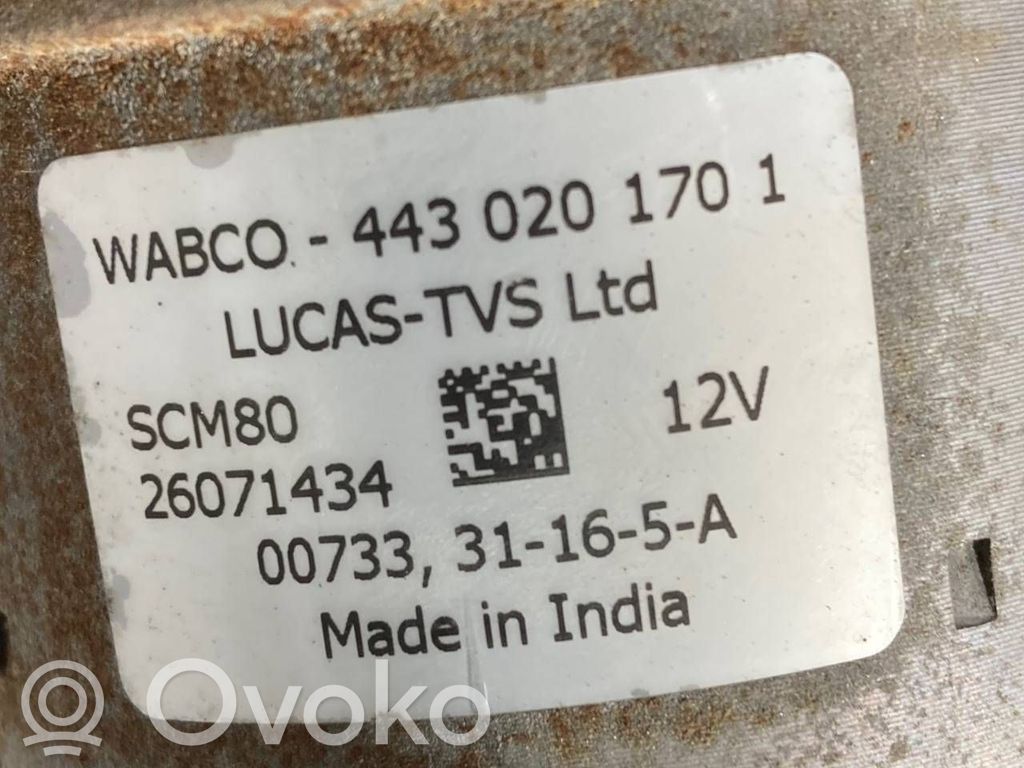 WABCO. - 443 020 170 1
LUCAS-TVS Ltd
SCM80
12V
26071434
00733, 31-16-5-A
Made in India
Ovoko